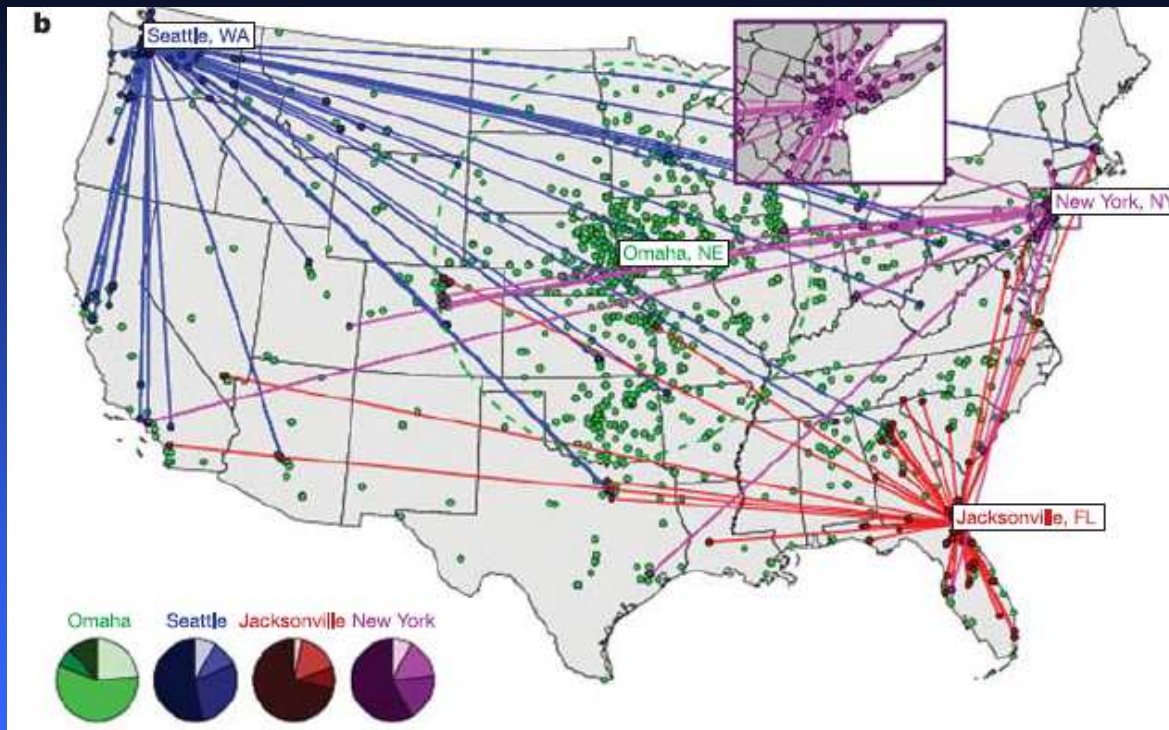 b
Seattle, WA
New York, NY
Omaha, NE
Jacksonville, FL
Omaha Seattle Jacksonville New York